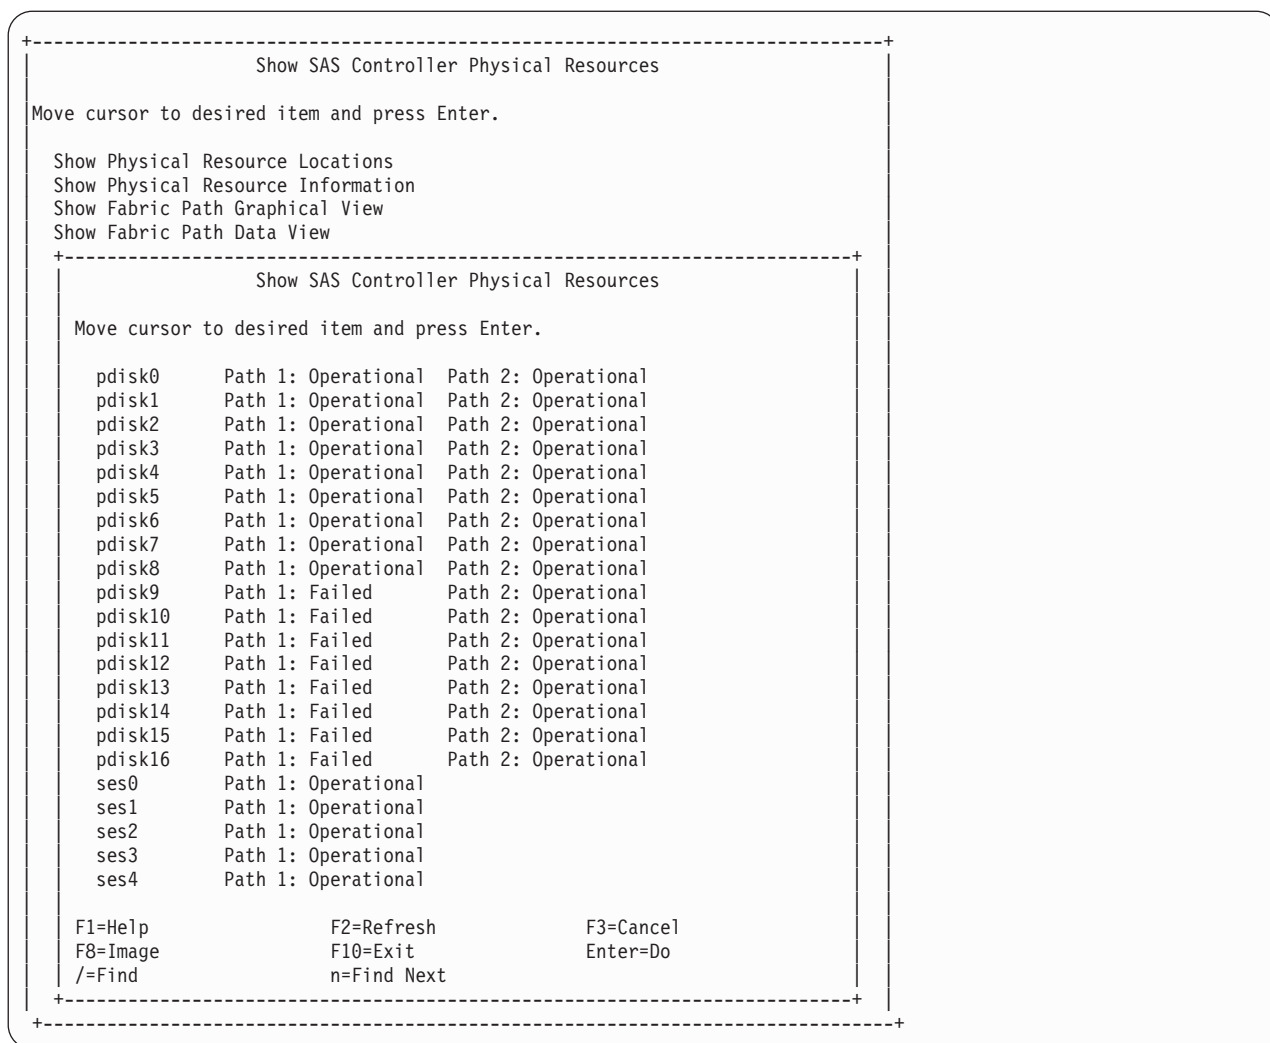 +--------------------------------------------------------------------------------+
Show SAS Controller Physical Resources
Move cursor to desired item and press Enter.
Show Physical Resource Locations
Show Physical Resource Information
Show Fabric Path Graphical View
Show Fabric Path Data View
+--------------------------------------------------------------------------+
Show SAS Controller Physical Resources
Move cursor to desired item and press Enter.
pdisk0 Path 1: Operational Path 2: Operational
pdisk1 Path 1: Operational Path 2: Operational
pdisk2 Path 1: Operational Path 2: Operational
pdisk3 Path 1: Operational Path 2: Operational
pdisk4 Path 1: Operational Path 2: Operational
pdisk5 Path 1: Operational Path 2: Operational
pdisk6 Path 1: Operational Path 2: Operational
pdisk7 Path 1: Operational Path 2: Operational
pdisk8 Path 1: Operational Path 2: Operational
pdisk9 Path 1: Failed Path 2: Operational
pdisk10 Path 1: Failed Path 2: Operational
pdisk11 Path 1: Failed Path 2: Operational
pdisk12 Path 1: Failed Path 2: Operational
pdisk13 Path 1: Failed Path 2: Operational
pdisk14 Path 1: Failed Path 2: Operational
pdisk15 Path 1: Failed Path 2: Operational
pdisk16 Path 1: Failed Path 2: Operational
ses0 Path 1: Operational
ses1 Path 1: Operational
ses2 Path 1: Operational
ses3 Path 1: Operational
ses4 Path 1: Operational
F1=Help F2=Refresh F3=Cancel
F8=Image F10=Exit Enter=Do
/=Find n=Find Next
+--------------------------------------------------------------------------+
+--------------------------------------------------------------------------------+